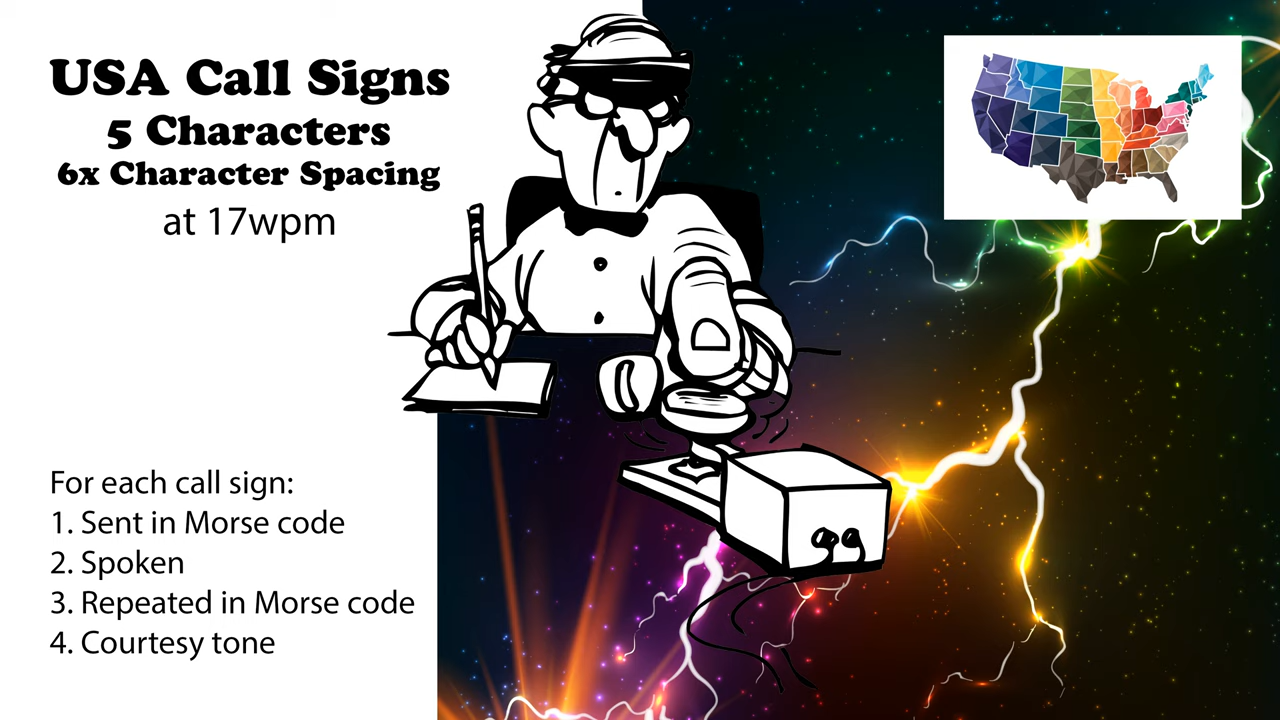 USA Call Signs
5 Characters
6x Character Spacing
at 17wpm
For each call sign:
1. Sent in Morse code
2. Spoken
3. Repeated in Morse code
4. Courtesy tone